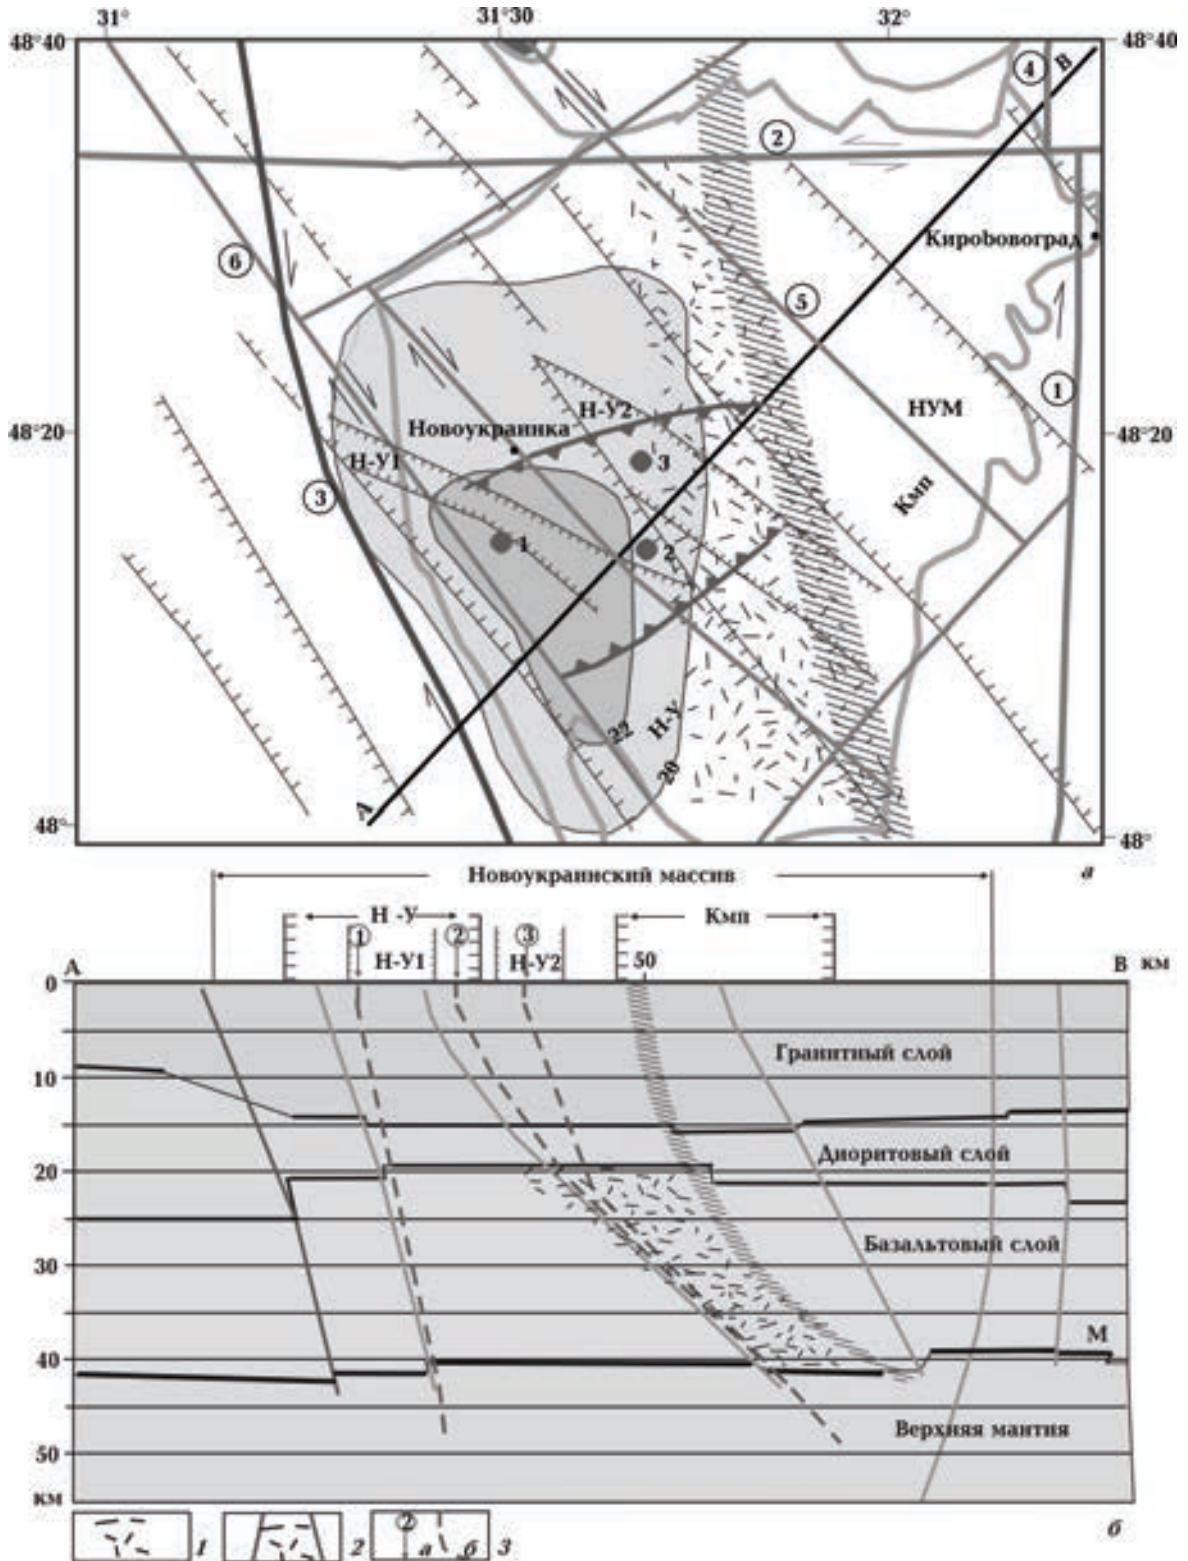 31° 31°30 32°
48°40 48°40
В
4
2
Кировоград
6
5
НУМ
1
Н-У2
48°20 Новоукраинка 48°20
Н-У1
3
3
Кмп
1
2
Н-У
22
20
А
48° 48°
а
Новоукраинский массив
Н -У Кмп
1 2 3
Н-У1 Н-У2 50
А В км
0
Гранитный слой
10
Диоритовый слой
20
Базальтовый слой
30
М
40
Верхняя мантия
50
км
б
1 2 2 а б 3